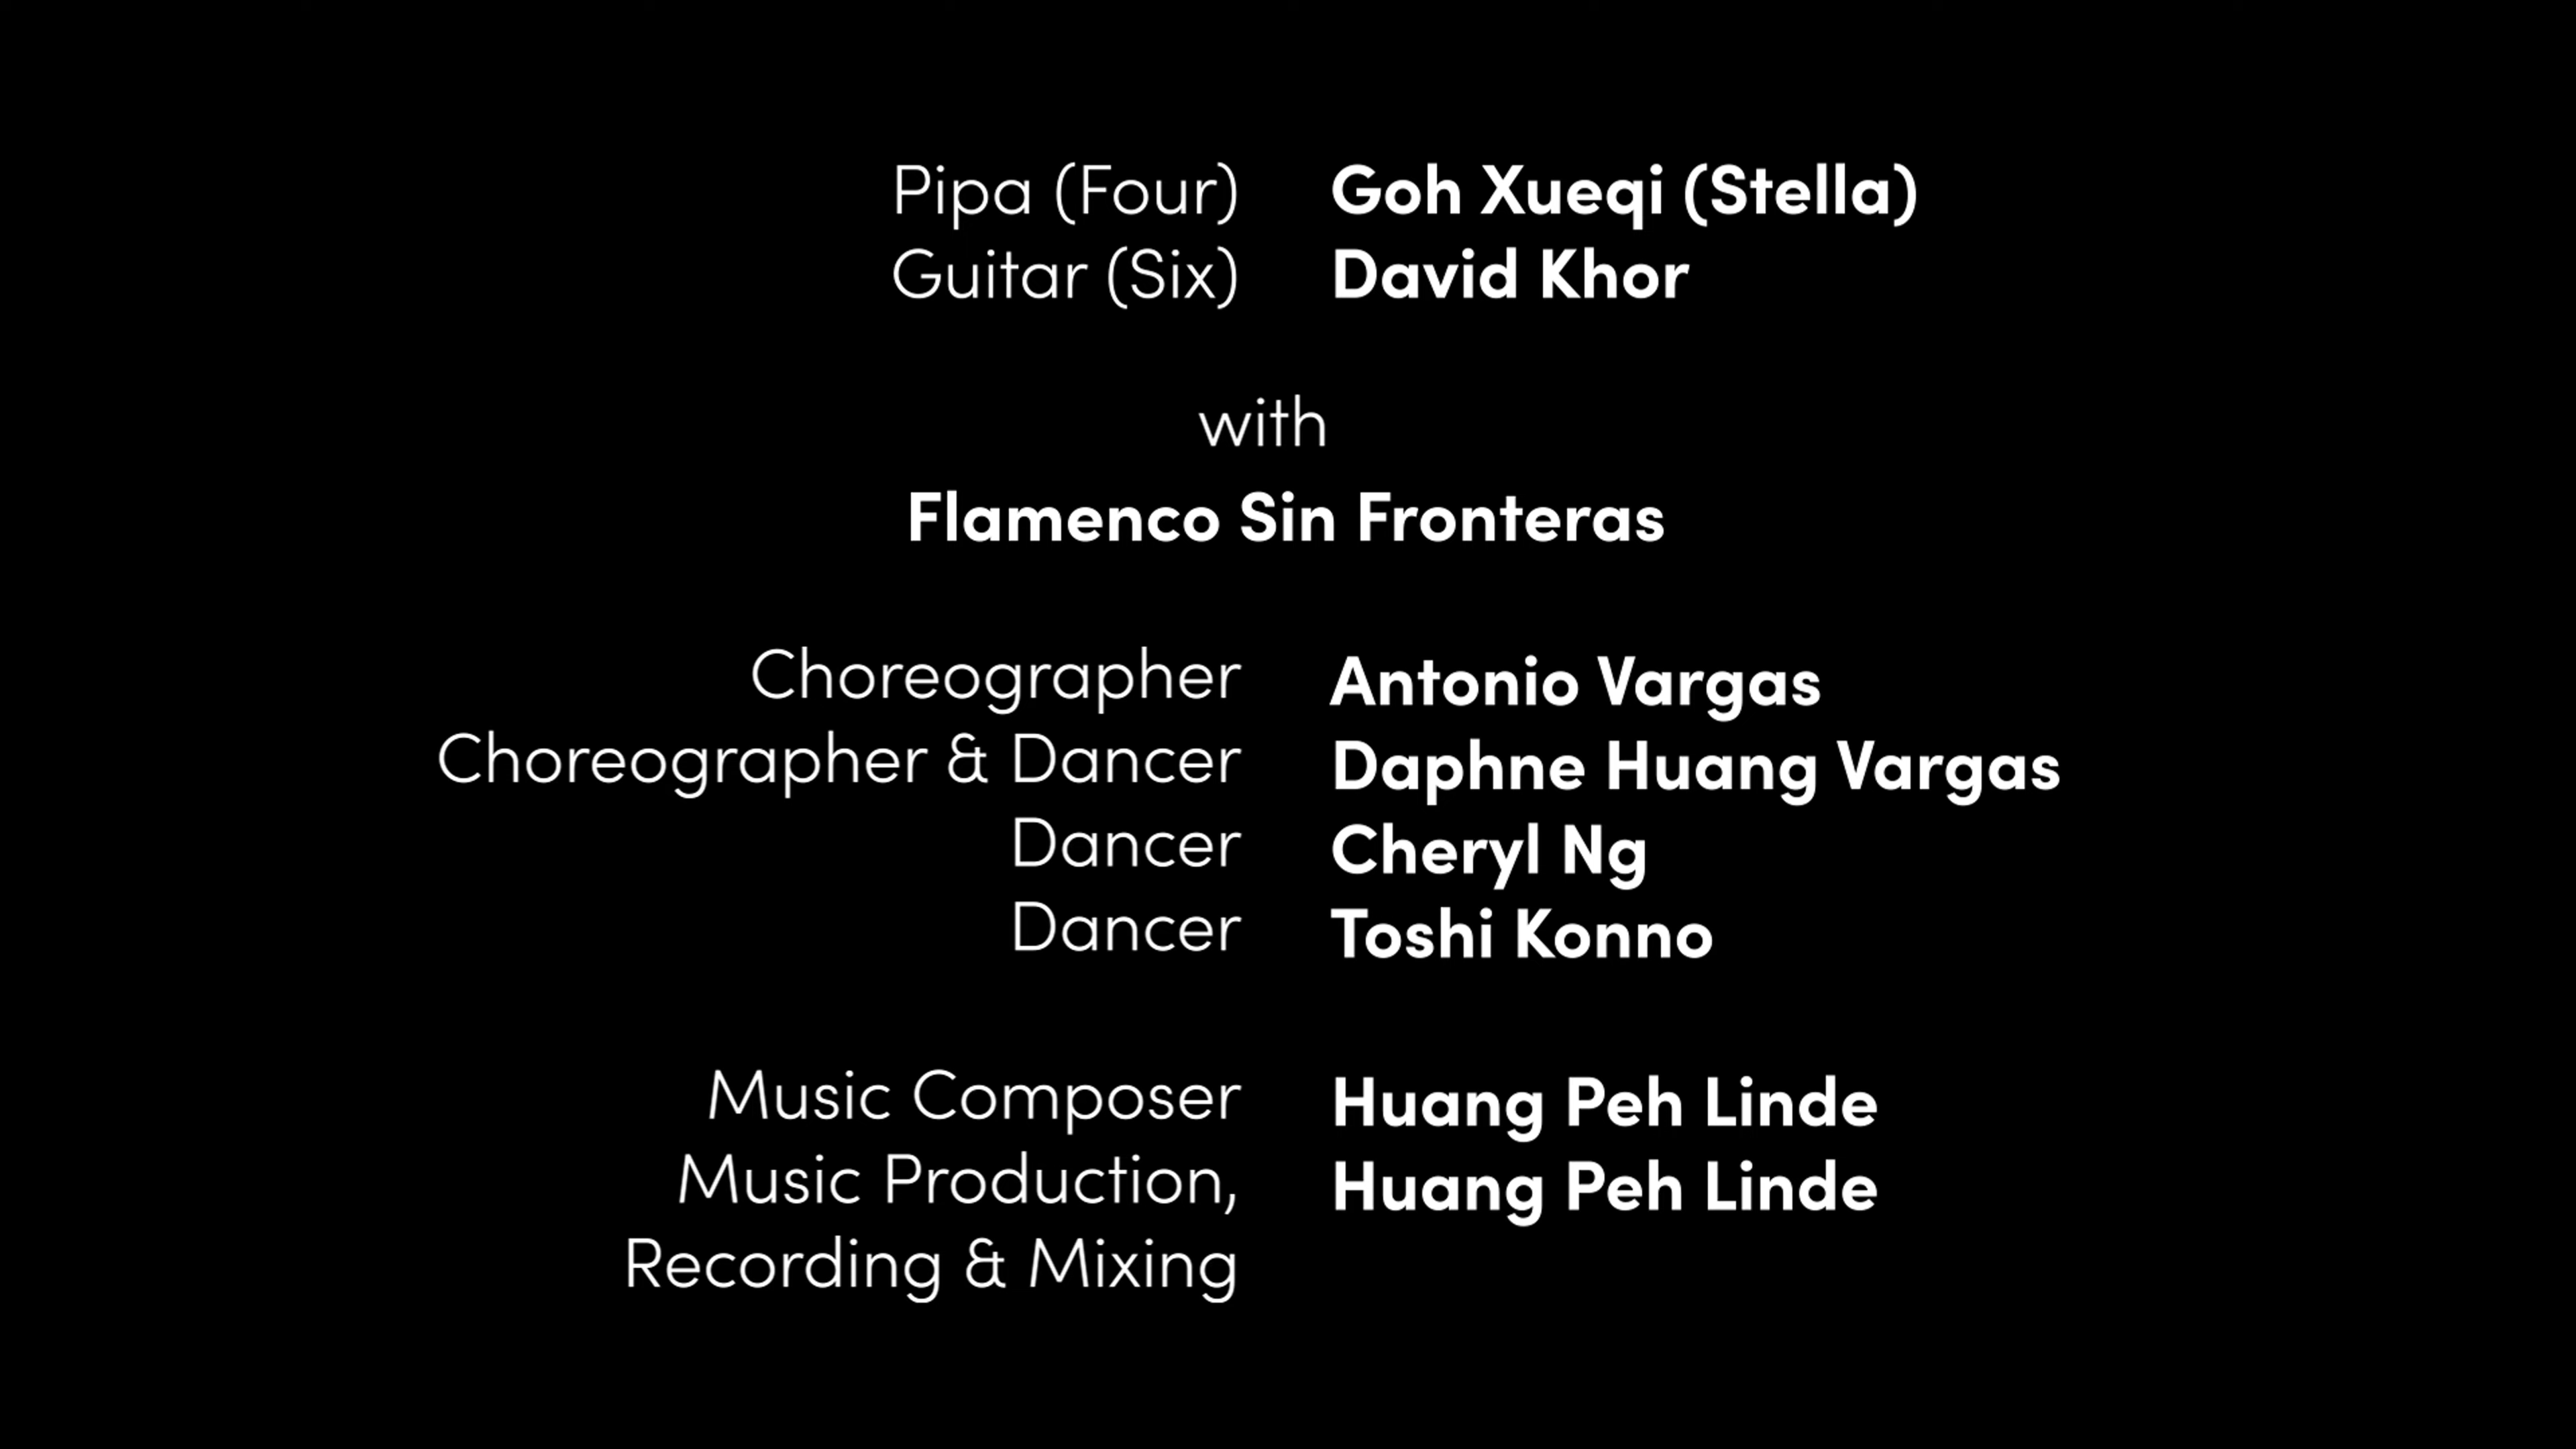 Pipa (Four) Goh Xueqi (Stella)
Guitar (Six) David Khor
with
Flamenco Sin Fronteras
Choreographer Antonio Vargas
Choreographer & Dancer Daphne Huang Vargas
Dancer Cheryl Ng
Dancer Toshi Konno
Music Composer Huang Peh Linde
Music Production, Huang Peh Linde
Recording & Mixing